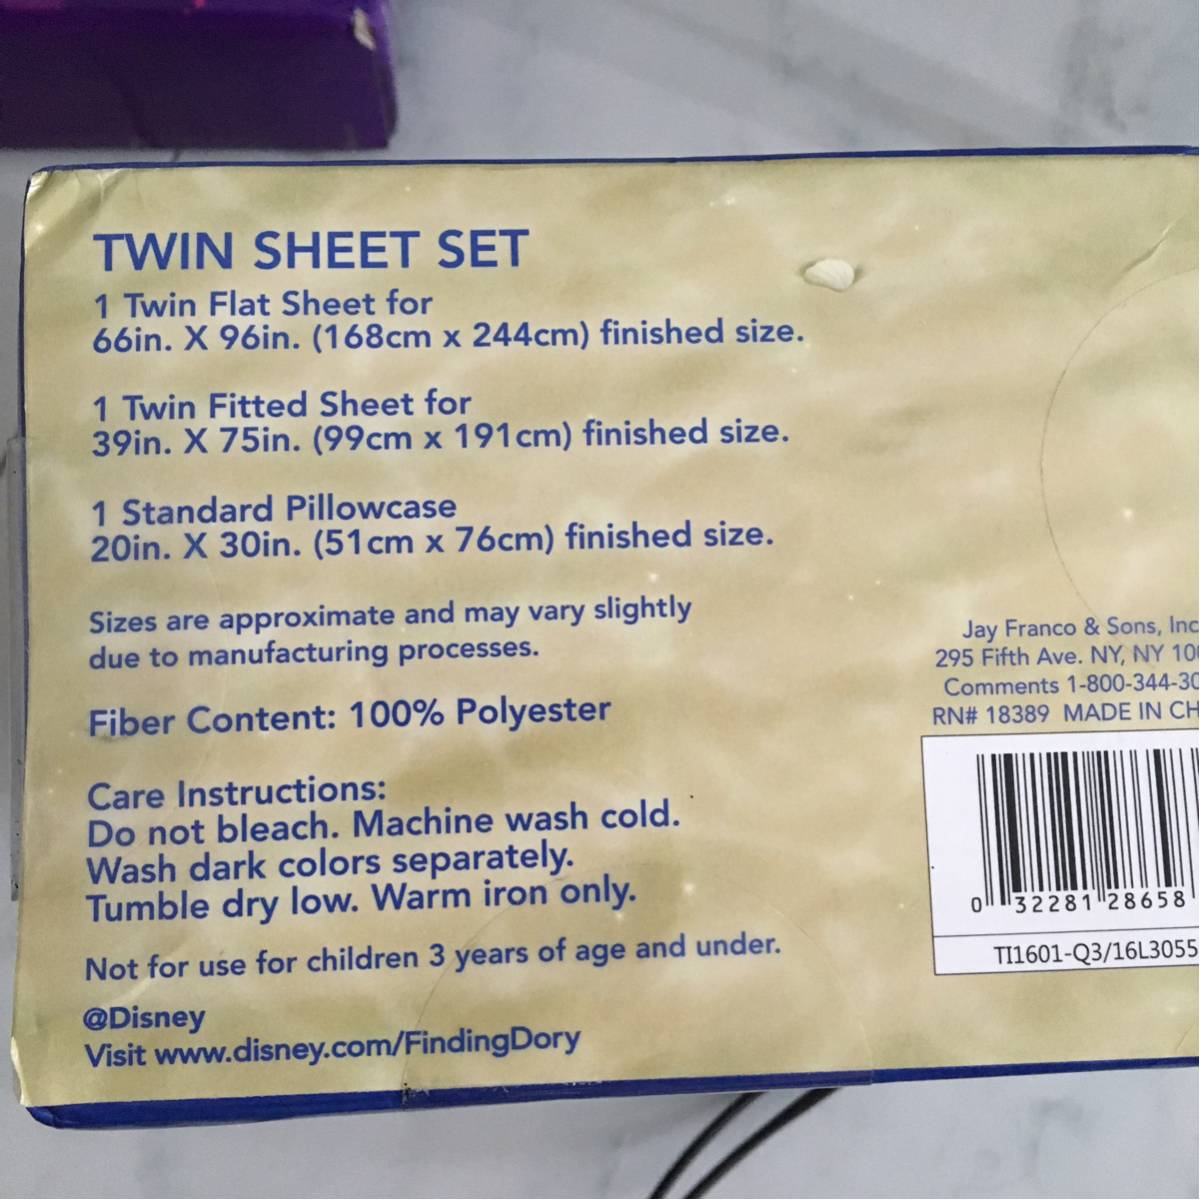 TWIN SHEET SET
1 Twin Flat Sheet for
66in. X 96in. (168cm x 244cm) finished size.
1 Twin Fitted Sheet for
39in. X 75in. (99cm x 191cm) finished size.
1 Standard Pillowcase
20in. X 30in. (51cm x 76cm) finished size.
Sizes are approximate and may vary slightly
due to manufacturing processes.
Fiber Content: 100% Polyester
Care Instructions:
Do not bleach. Machine wash cold.
Wash dark colors separately.
Tumble dry low. Warm iron only.
Not for use for children 3 years of age and under.
@Disney
Visit www.disney.com/FindingDory
Jay Franco & Sons, Inc
295 Fifth Ave. NY, NY
Comments
RN# 18389 MADE IN
0 32281 28658
TI1601-Q3/16L3055